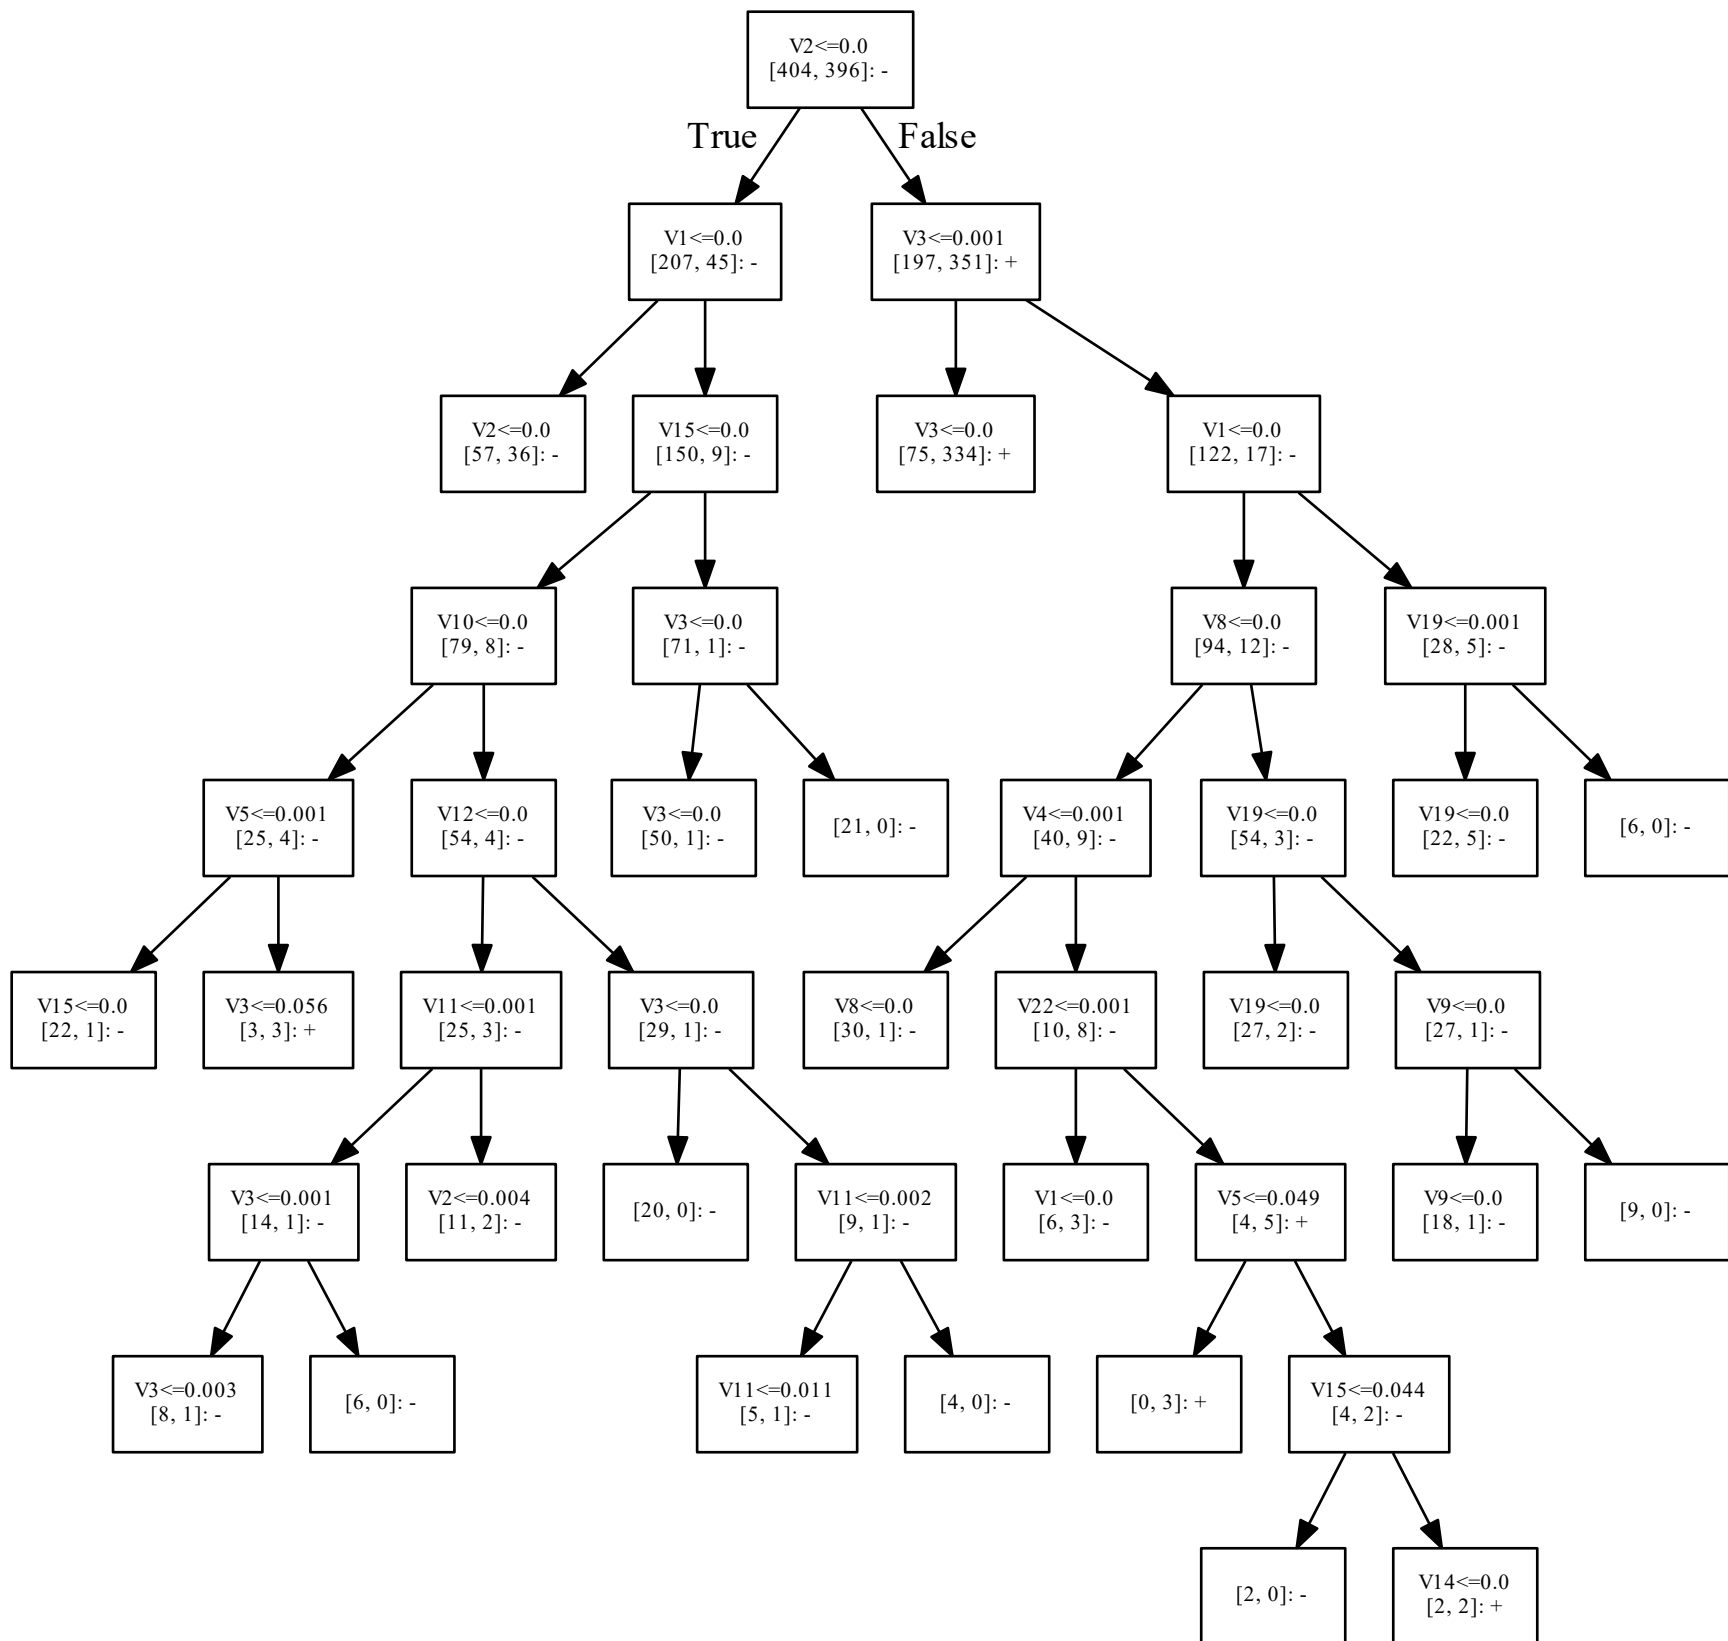 V2<=0.0
[404, 396]: -
True
False
V1<=0.0
[207, 45]: -
V3<=0.001
[197, 351]: +
V2<=0.0
[57, 36]: -
V15<=0.0
[150, 9]: -
V3<=0.0
[75, 334]: +
V1<=0.0
[122, 17]: -
V10<=0.0
[79, 8]: -
V3<=0.0
[71, 1]: -
V8<=0.0
[94, 12]: -
V19<=0.001
[28, 5]: -
V5<=0.001
[25, 4]: -
V12<=0.0
[54, 4]: -
V3<=0.0
[50, 1]: -
[21, 0]: -
V4<=0.001
[40, 9]: -
V19<=0.0
[54, 3]: -
V19<=0.0
[22, 5]: -
[6, 0]: -
V15<=0.0
[22, 1]: -
V3<=0.056
[3, 3]: +
V11<=0.001
[25, 3]: -
V3<=0.0
[29, 1]: -
V8<=0.0
[30, 1]: -
V22<=0.001
[10, 8]: -
V19<=0.0
[27, 2]: -
V9<=0.0
[27, 1]: -
V3<=0.001
[14, 1]: -
V2<=0.004
[11, 2]: -
[20, 0]: -
V11<=0.002
[9, 1]: -
V1<=0.0
[6, 3]: -
V5<=0.049
[4, 5]: +
V9<=0.0
[18, 1]: -
[9, 0]: -
V3<=0.003
[8, 1]: -
[6, 0]: -
V11<=0.011
[5, 1]: -
[4, 0]: -
[0, 3]: +
V15<=0.044
[4, 2]: -
[2, 0]: -
V14<=0.0
[2, 2]: +